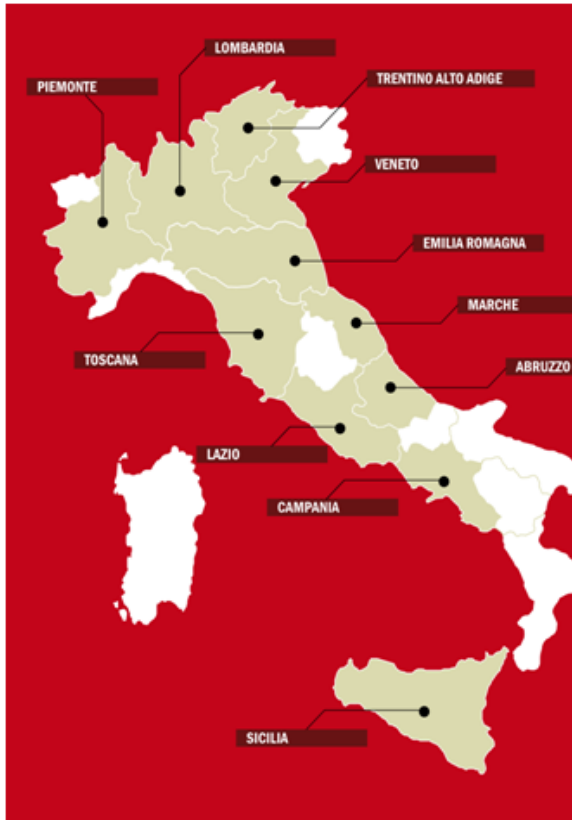 LOMBARDIA
TRENTINO ALTO ADIGE
PIEMONTE
VENETO
EMILIA ROMAGNA
MARCHE
TOSCANA
ABRUZZO
LAZIO
CAMPANIA
SICILIA